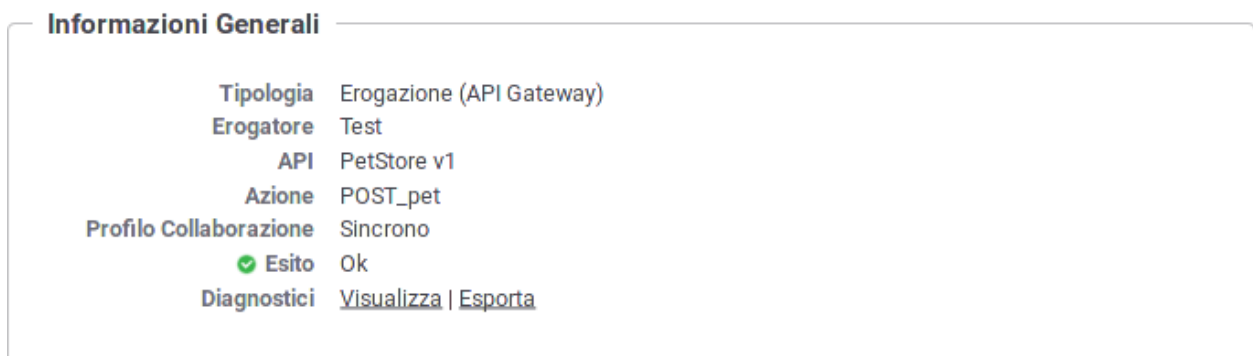 Informazioni Generali
Tipologia Erogazione (API Gateway)
Erogatore Test
API PetStore v1
Azione POST_pet
Profilo Collaborazione Sincrono
Esito Ok
Diagnostici Visualizza | Esporta